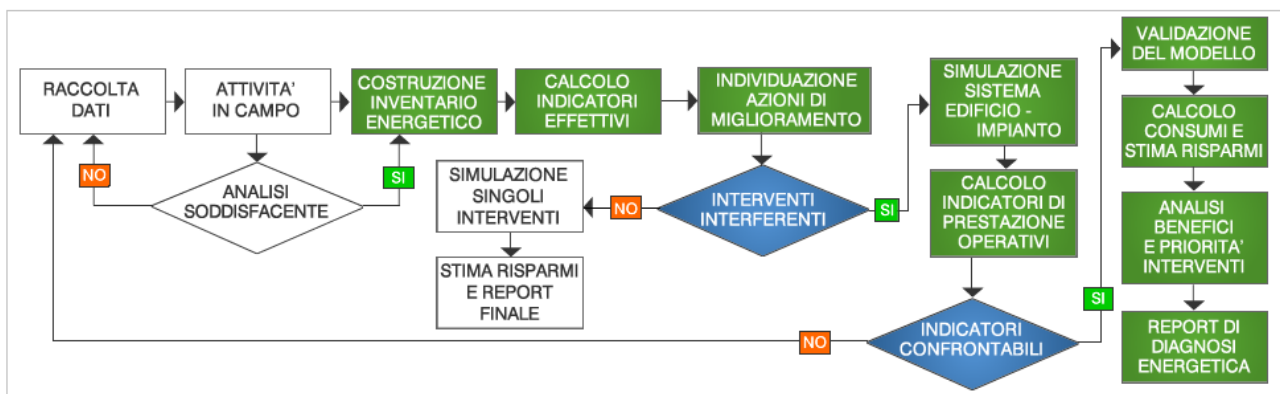 RACCOLTA
DATI
ATTIVITA'
IN CAMPO
NO
ANALISI
SODDISFACENTE
SI
COSTRUZIONE
INVENTARIO
ENERGETICO
CALCOLO
INDICATORI
EFFETTIVI
INDIVIDUAZIONE
AZIONI DI
MIGLIORAMENTO
INTERVENTI
INTERFERENTI
NO
SIMULAZIONE
SINGOLI
INTERVENTI
STIMA RISPARMI
E REPORT
FINALE
SI
SIMULAZIONE
SISTEMA
EDIFICIO -
IMPIANTO
CALCOLO
INDICATORI DI
PRESTAZIONE
OPERATIVI
INDICATORI
CONFRONTABILI
NO
SI
VALIDAZIONE
DEL MODELLO
CALCOLO
CONSUMI E
STIMA RISPARMI
ANALISI
BENEFICI
E PRIORITA'
INTERVENTI
REPORT DI
DIAGNOSI
ENERGETICA